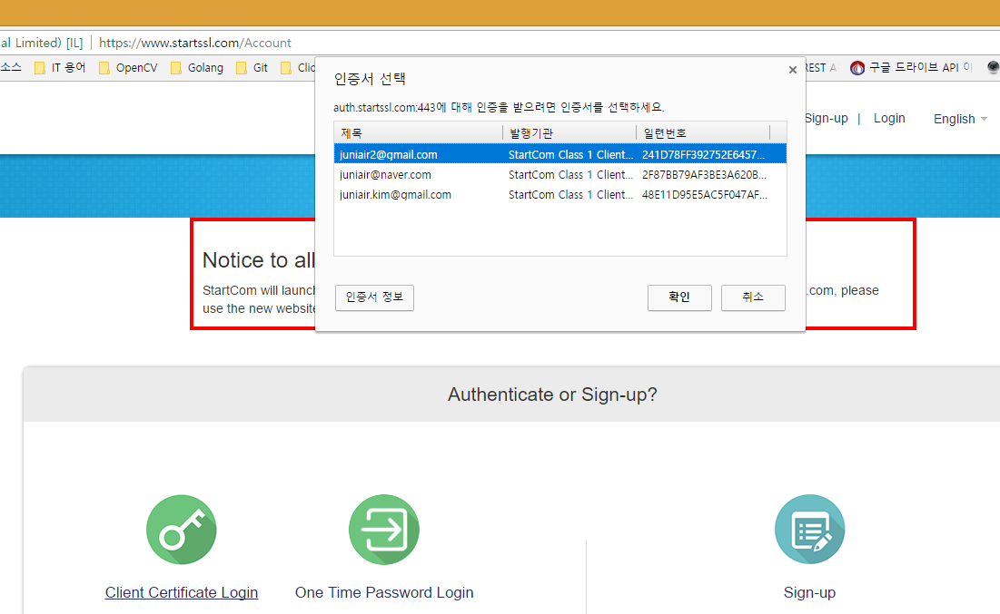 al Limited) [IL] | https://www.startssl.com/Account
소스 IT 용어 OpenCV Golang Git REST 구글 드라이브 API
인증서 선택
auth.startssl.com:443에 대해 인증을 받으려면 인증서를 선택하세요.
제목 발행기관 일련번호
juniair2@gmail.com StartCom Class 1 Client... 241D78FF392752E6457...
juniair@naver.com StartCom Class 1 Client... 2F87BB79AF3BE3A620B...
juniair.kim@gmail.com StartCom Class 1 Client... 48E11D95E5AC5F047AF...
인증서 정보 확인 취소
Sign-up | Login English
Notice to all
StartCom will launch .com, please
use the new website
Authenticate or Sign-up?
Client Certificate Login One Time Password Login Sign-up